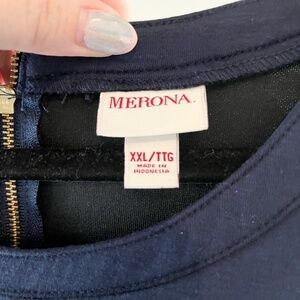 MERONA.
XXL/TTG
MADE IN
INDONESIA